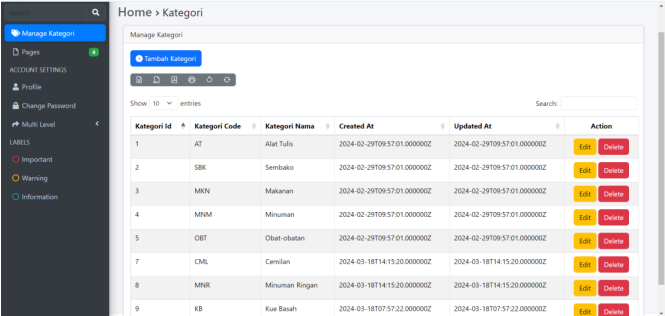 search
Home › Kategori
Manage Kategori
Pages 4
ACCOUNT SETTINGS
Profile
Change Password
Multi Level
LABELS
Important
Warning
Information
Manage Kategori
Tambah Kategori
Show 10 entries
Search:
Kategori Id Kategori Code Kategori Nama Created At Updated At Action
1 AT Alat Tulis 2024-02-29T09:57:01.000000Z 2024-02-29T09:57:01.000000Z Edit Delete
2 SBK Sembako 2024-02-29T09:57:01.000000Z 2024-02-29T09:57:01.000000Z Edit Delete
3 MKN Makanan 2024-02-29T09:57:01.000000Z 2024-02-29T09:57:01.000000Z Edit Delete
4 MNM Minuman 2024-02-29T09:57:01.000000Z 2024-02-29T09:57:01.000000Z Edit Delete
5 OBT Obat-obatan 2024-02-29T09:57:01.000000Z 2024-02-29T09:57:01.000000Z Edit Delete
7 CML Cemilan 2024-03-18T14:15:20.000000Z 2024-03-18T14:15:20.000000Z Edit Delete
8 MNR Minuman Ringan 2024-03-18T14:15:20.000000Z 2024-03-18T14:15:20.000000Z Edit Delete
9 KB Kue Basah 2024-03-18T07:57:22.000000Z 2024-03-18T07:57:22.000000Z Edit Delete